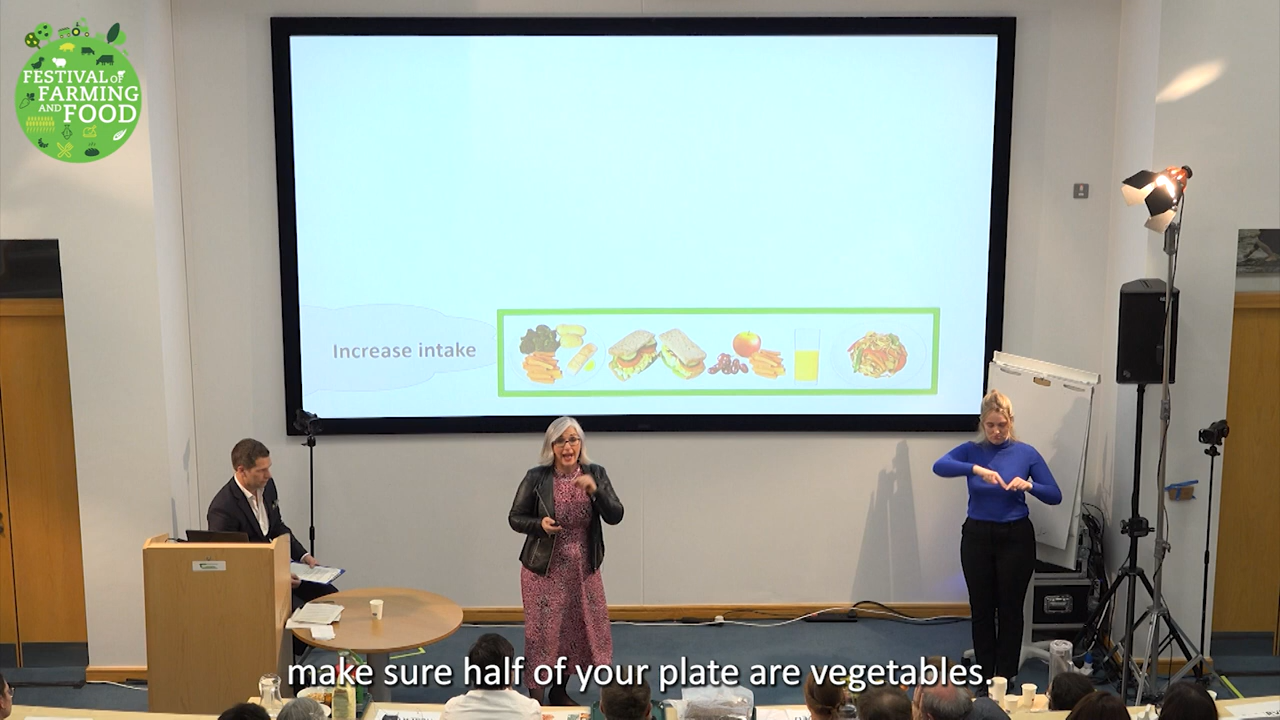 FESTIVAL OF
FARMING
AND FOOD
Increase intake
make sure half of your plate are vegetables.